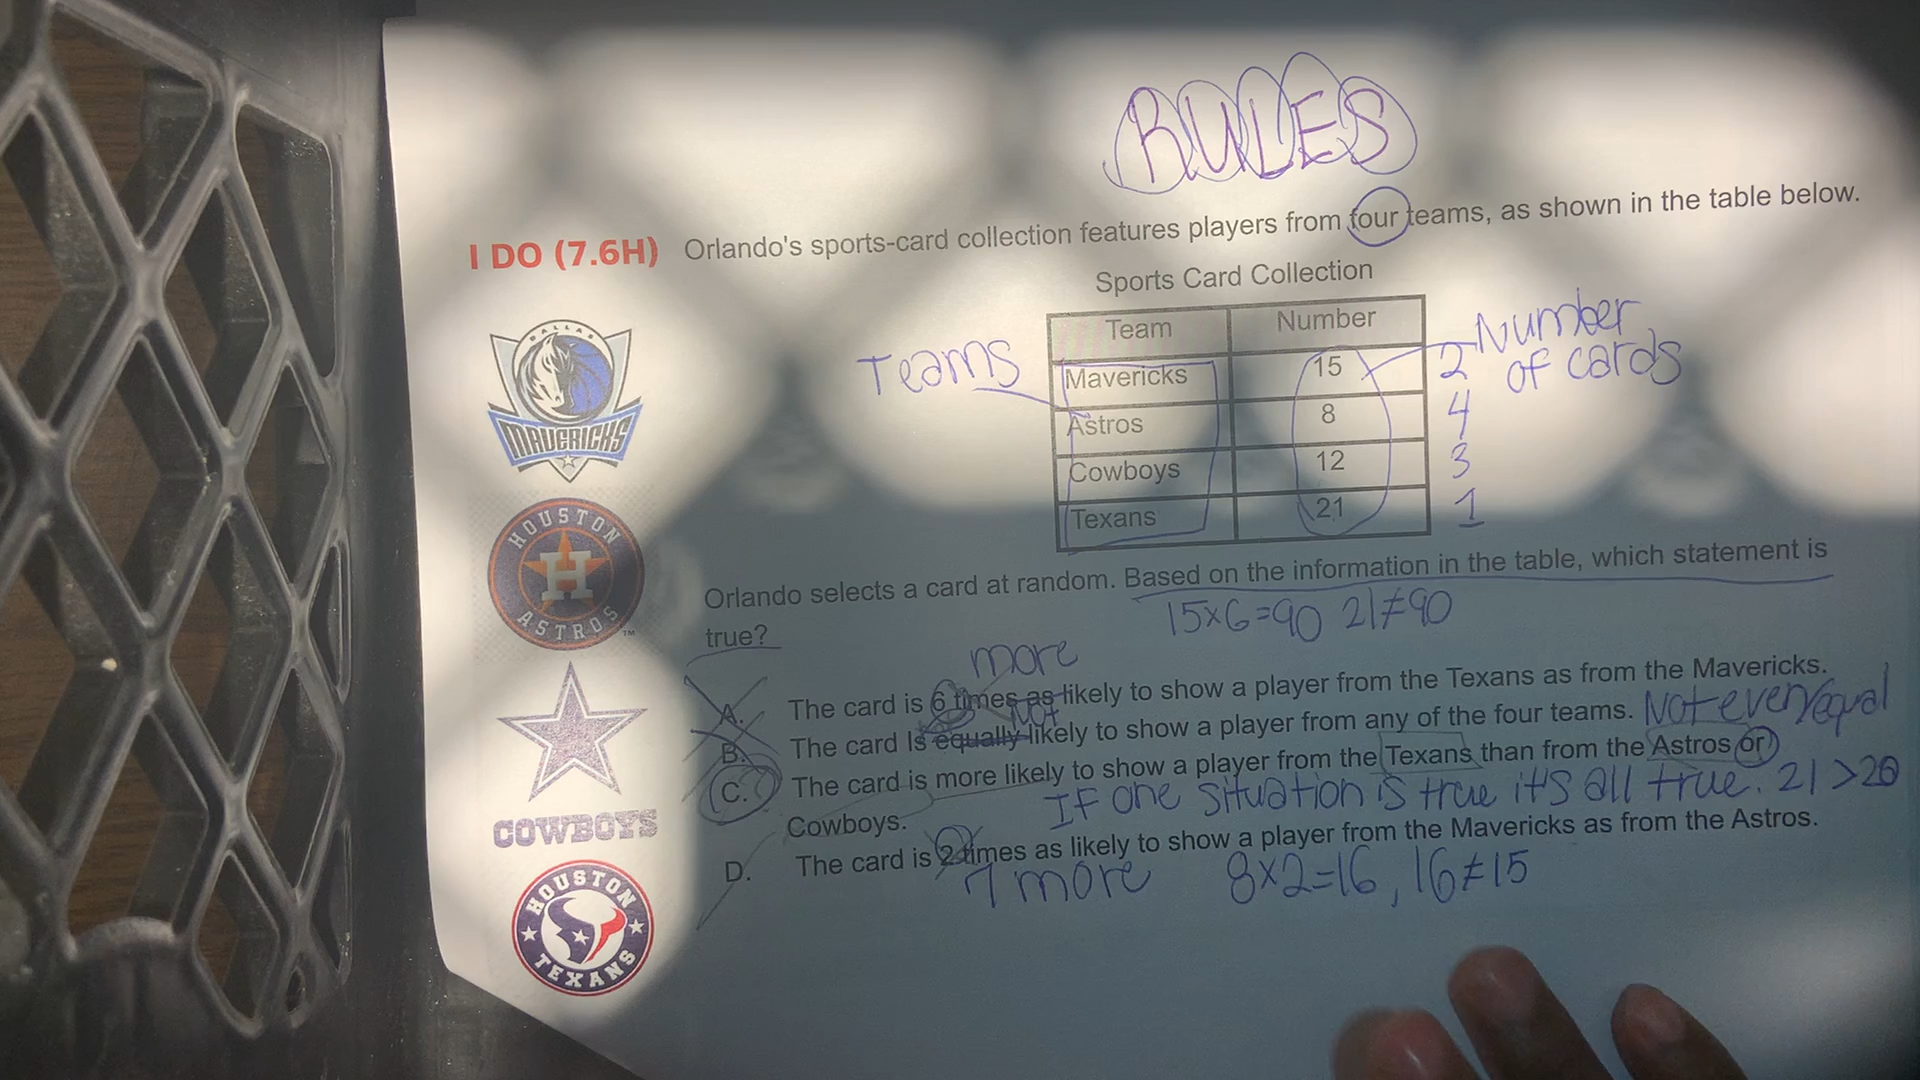 RULES
I DO (7.6H) Orlando's sports-card collection features players from four teams, as shown in the table below.
Sports Card Collection
Team Number
Teams
Number of cards
Mavericks 15 2
Astros 8 4
Cowboys 12 3
Texans 21 1
DALLAS
MAVERICKS
HOUSTON
H
ASTROS
TM
COWBOYS
HOUSTON
TEXANS
Orlando selects a card at random. Based on the information in the table, which statement is
true?
15x6=90 21≠90
more
A. The card is 6 times as likely to show a player from the Texans as from the Mavericks.
Not
B. The card Is equally likely to show a player from any of the four teams. Not even/equal
C. The card is more likely to show a player from the Texans than from the Astros or
Cowboys.
IF one situation is true it's all true. 21 >20
D. The card is 2 times as likely to show a player from the Mavericks as from the Astros.
7 more 8x2=16, 16≠15